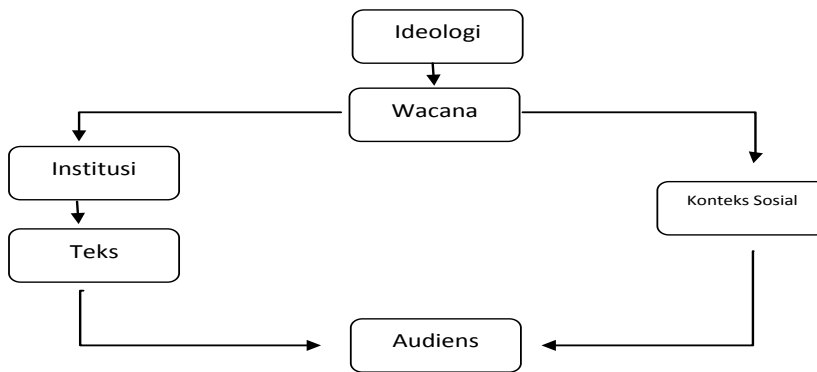 Ideologi
Wacana
Institusi
Konteks Sosial
Teks
Audiens